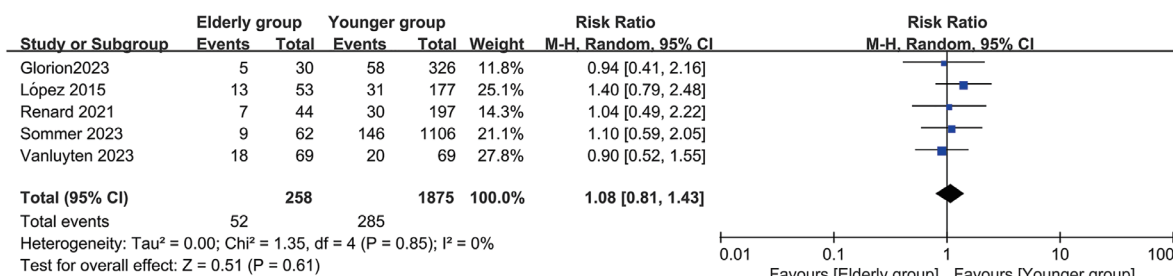 Elderly group Younger group Risk Ratio Risk Ratio
Study or Subgroup Events Total Events Total Weight M-H, Random, 95% CI M-H, Random, 95% CI
Glorion2023 5 30 58 326 11.8% 0.94 [0.41, 2.16]
López 2015 13 53 31 177 25.1% 1.40 [0.79, 2.48]
Renard 2021 7 44 30 197 14.3% 1.04 [0.49, 2.22]
Sommer 2023 9 62 146 1106 21.1% 1.10 [0.59, 2.05]
Vanluyten 2023 18 69 20 69 27.8% 0.90 [0.52, 1.55]
Total (95% CI) 258 1875 100.0% 1.08 [0.81, 1.43]
Total events 52 285
Heterogeneity: Tau² = 0.00; Chi² = 1.35, df = 4 (P = 0.85); I² = 0%
Test for overall effect: Z = 0.51 (P = 0.61)
0.01 0.1 1 10 100
Favours [Elderly group] Favours [Younger group]